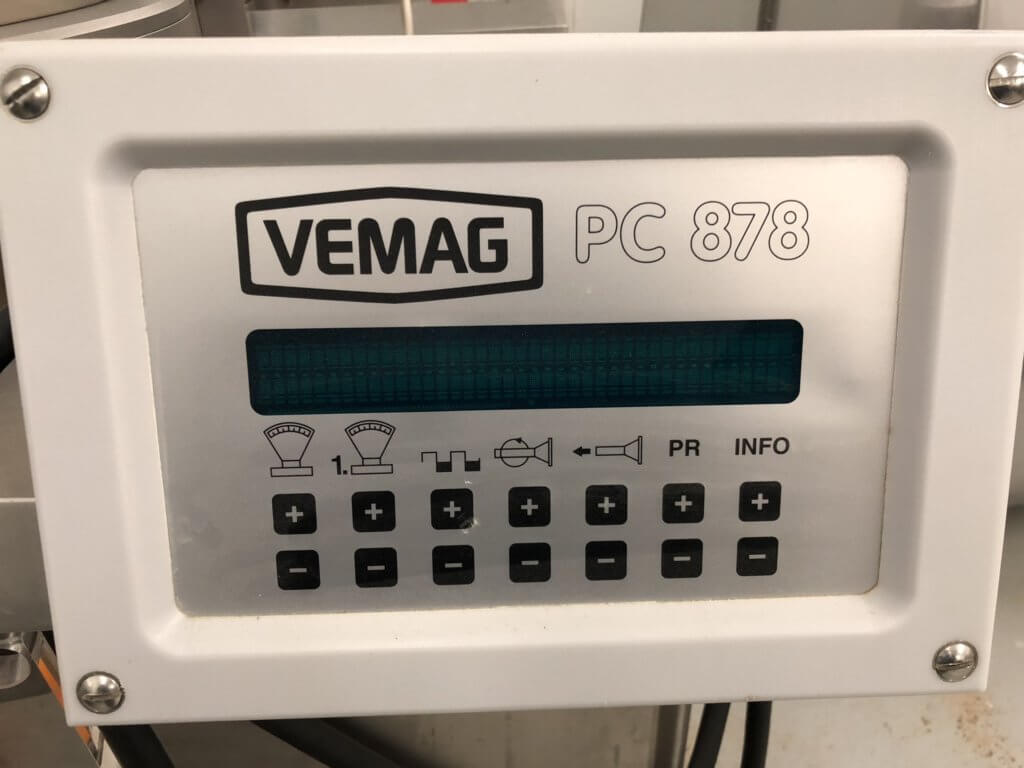 VEMAG PC 878
1. PR INFO
+ + + + + + +
- - - - - - -